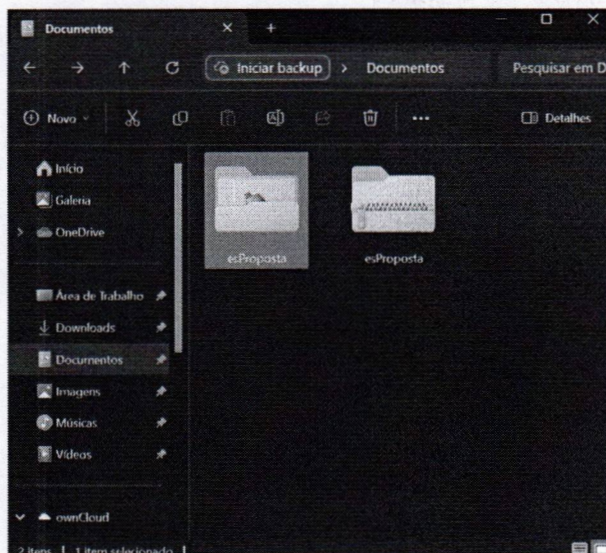 Documentos
Iniciar backup > Documentos
Pesquisar em D
Novo
Detalhes
Início
Galeria
OneDrive
esProposta
esProposta
Área de Trabalho
Downloads
Documentos
Imagens
Músicas
Vídeos
ownCloud
2 itens | 1 item selecionado |